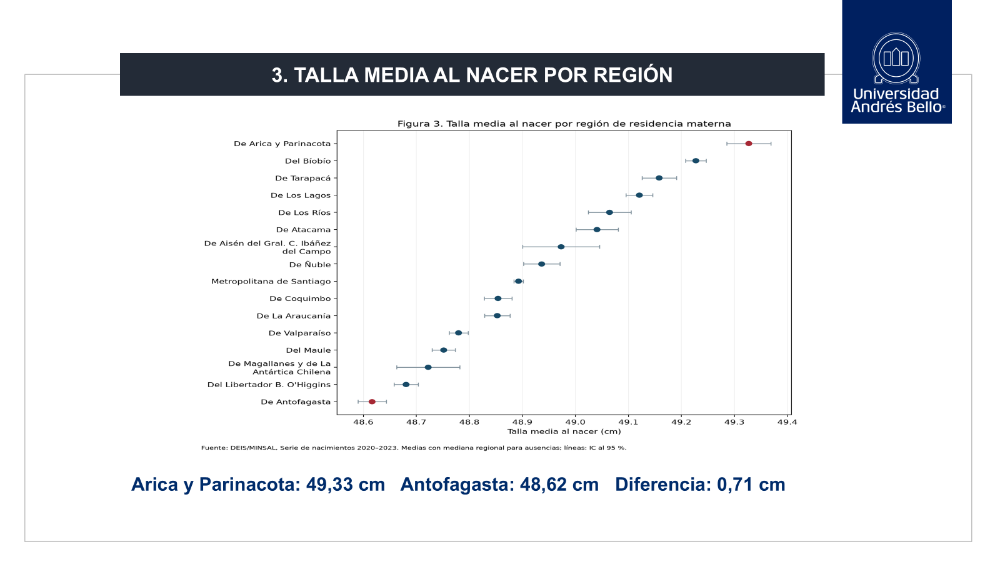 3. TALLA MEDIA AL NACER POR REGIÓN
Universidad
Andrés Bello®
Figura 3. Talla media al nacer por región de residencia materna
De Arica y Parinacota
Del Bíobío
De Tarapacá
De Los Lagos
De Los Ríos
De Atacama
De Aisén del Gral. C. Ibáñez
del Campo
De Ñuble
Metropolitana de Santiago
De Coquimbo
De La Araucanía
De Valparaíso
Del Maule
De Magallanes y de La
Antártica Chilena
Del Libertador B. O'Higgins
De Antofagasta
48.6 48.7 48.8 48.9 49.0 49.1 49.2 49.3 49.4
Talla media al nacer (cm)
Fuente: DEIS/MINSAL, Serie de nacimientos 2020–2023. Medias con mediana regional para ausencias; líneas: IC al 95 %.
Arica y Parinacota: 49,33 cm Antofagasta: 48,62 cm Diferencia: 0,71 cm